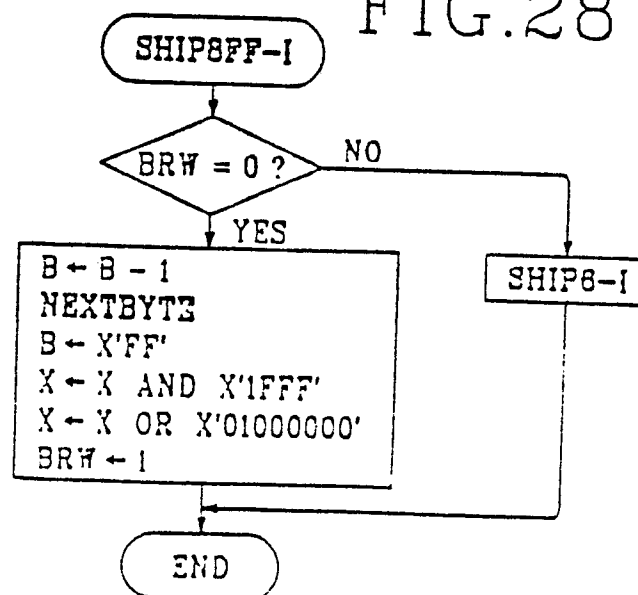 FIG.28
SHIP8FF-I
BRW = 0 ?
NO
YES
B ← B - 1
NEXTBYTE
B ← X'FF'
X ← X AND X'1FFF'
X ← X OR X'01000000'
BRW ← 1
SHIP8-I
END